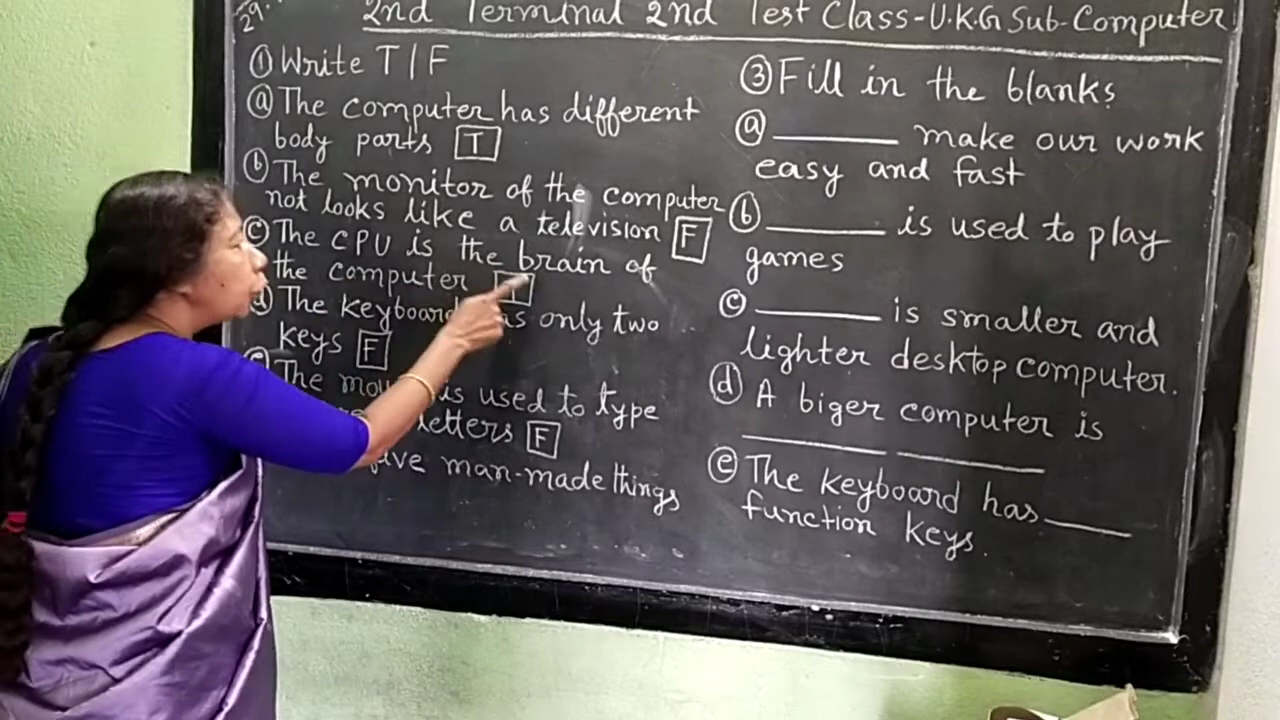 29.
2nd Terminal 2nd Test Class-U.K.G Sub-Computer
① Write T/F
ⓐ The computer has different
body parts T
ⓑ The monitor of the computer
not looks like a television F
ⓒ The CPU is the brain of
the computer
ⓓ The keyboard only two
keys F
ⓔ The is used to type
letters F
man-made things
③ Fill in the blanks
ⓐ ______ make our work
easy and fast
ⓑ ______ is used to play
games
ⓒ ______ is smaller and
lighter desktop computer.
ⓓ A biger computer is
______ ______
ⓔ The keyboard has ______
function keys.